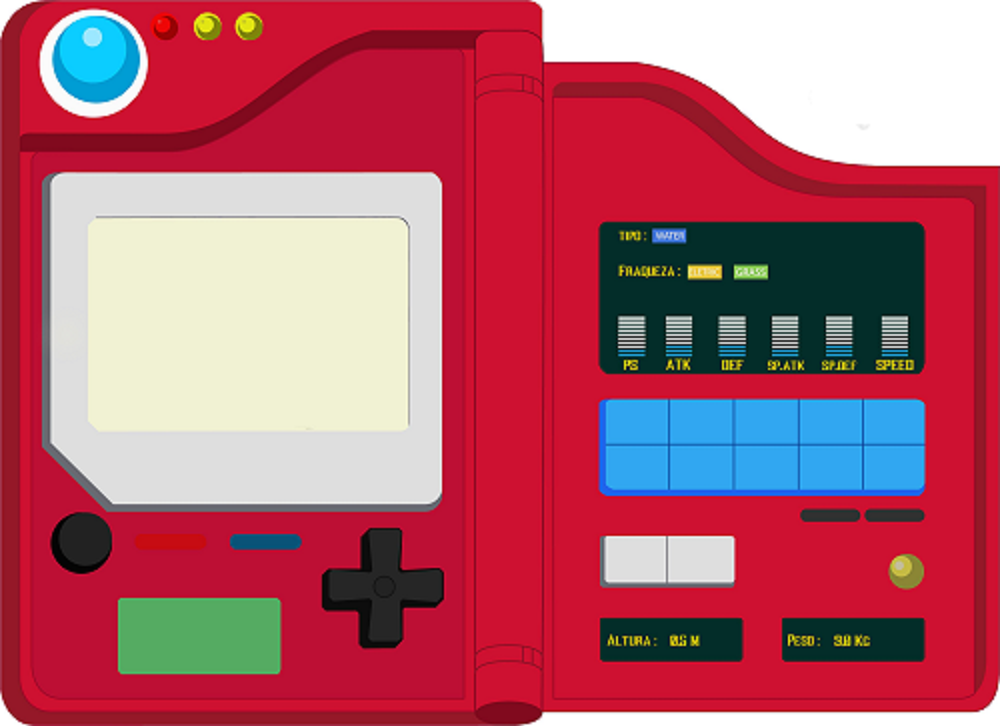 TIPO: WATER
FRAQUEZA: ELETRIC GRASS
PS ATK DEF SP.ATK SP.DEF SPEED
ALTURA: 0.5 M
PESO: 9.0 KG